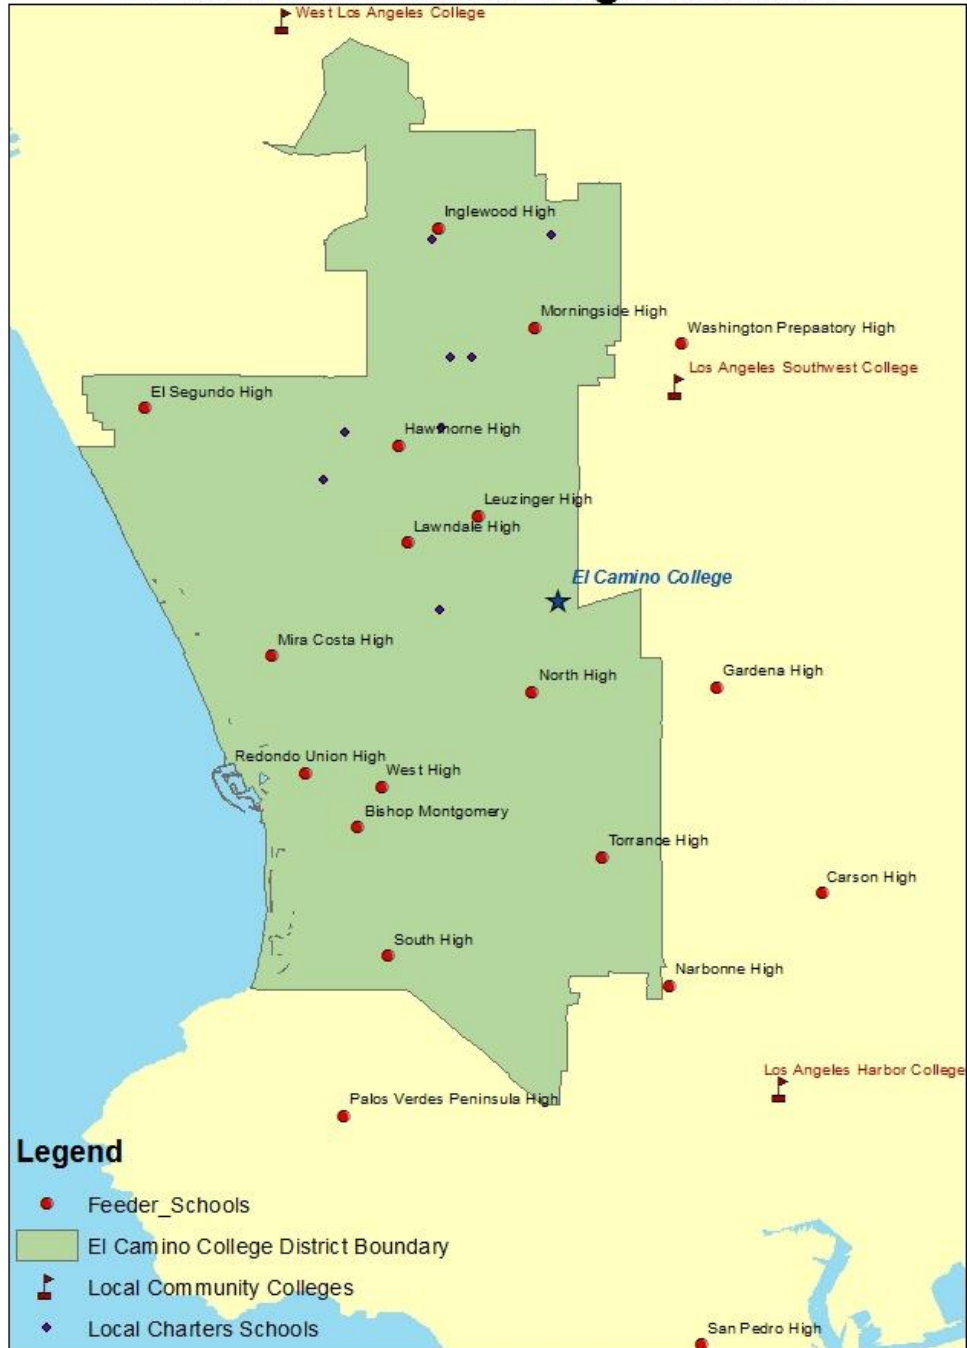 West Los Angeles College
Inglewood High
Morningside High
Washington Prepaatory High
Los Angeles Southwest College
El Segundo High
Hawthorne High
Leuzinger High
Lawndale High
El Camino College
Mira Costa High
North High
Gardena High
Redondo Union High
West High
Bishop Montgomery
Torrance High
Carson High
South High
Narbonne High
Los Angeles Harbor College
Palos Verdes Peninsula High
Legend
Feeder_Schools
El Camino College District Boundary
Local Community Colleges
Local Charters Schools
San Pedro High